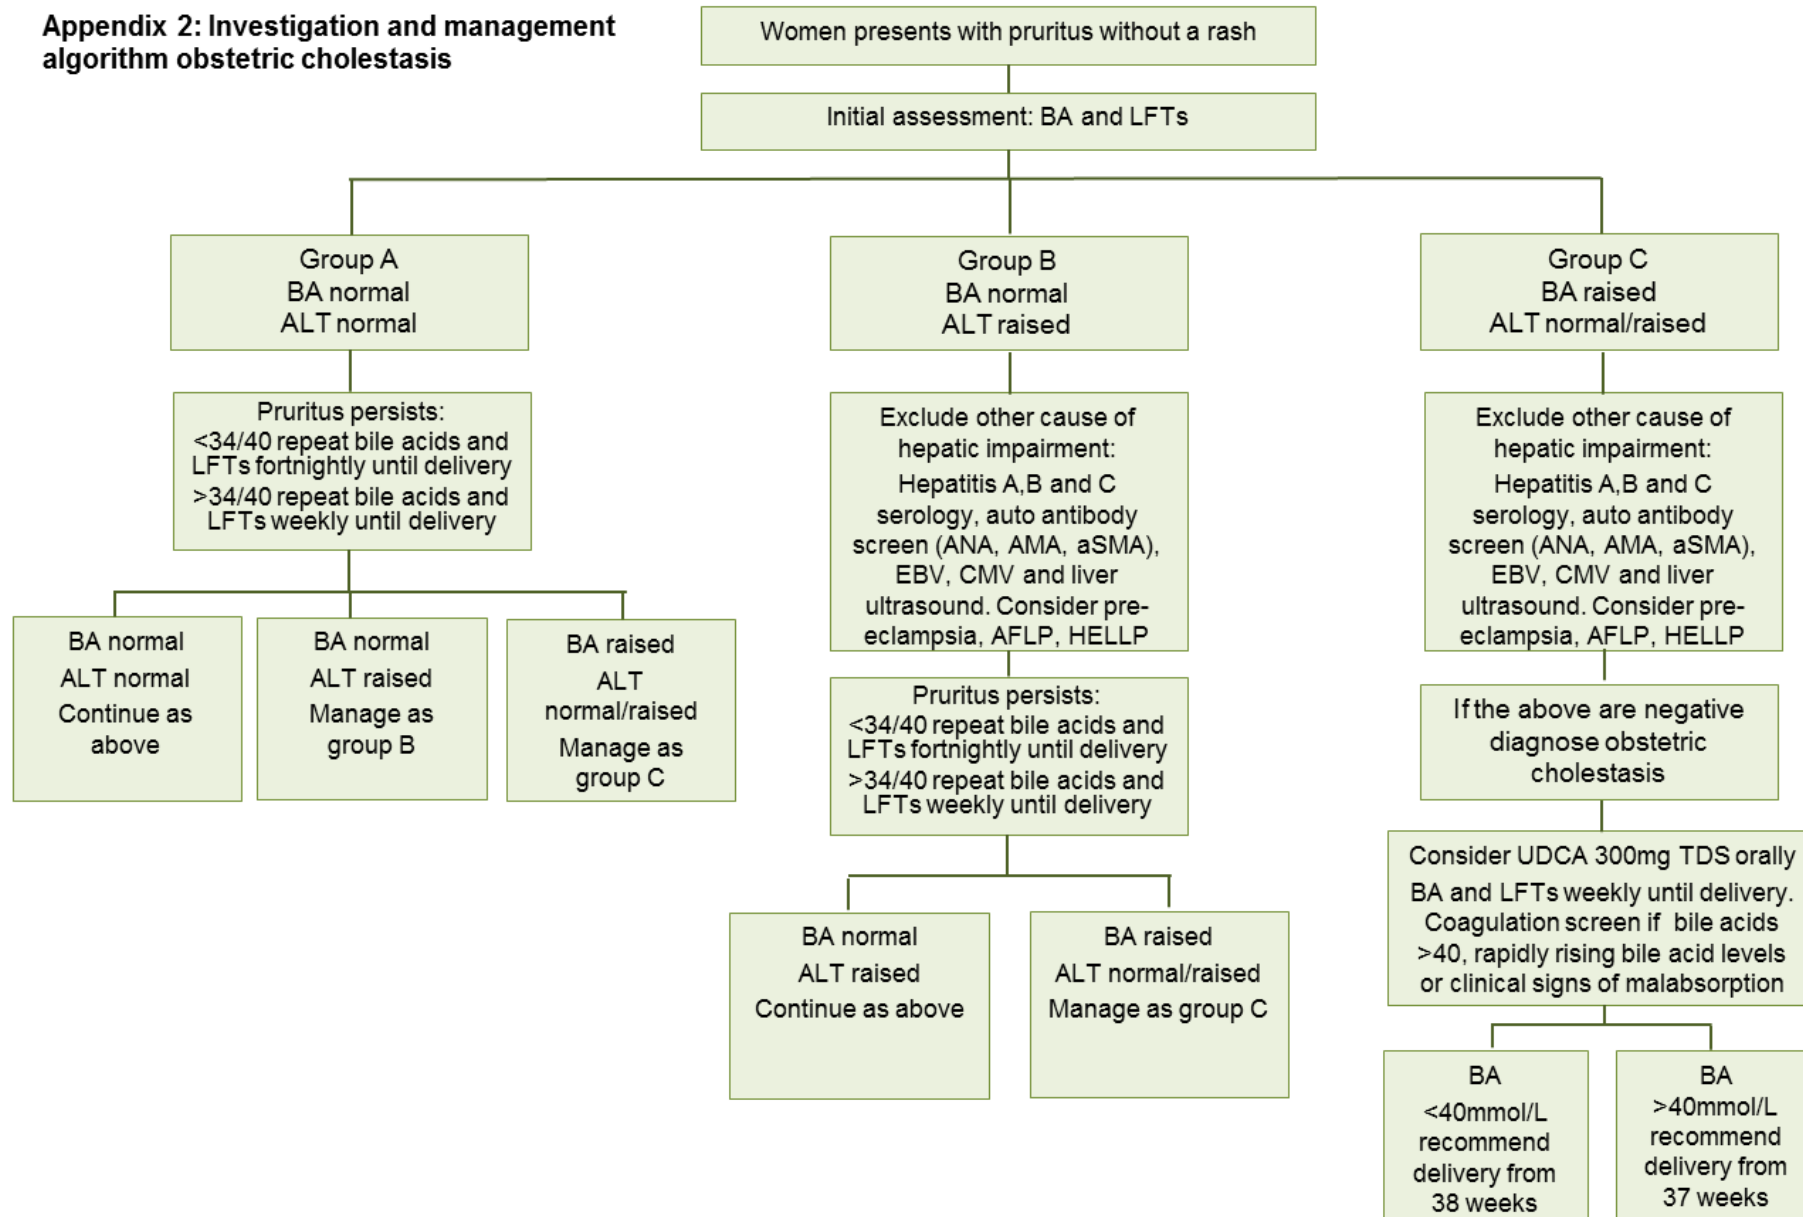 Appendix 2: Investigation and management
algorithm obstetric cholestasis
Women presents with pruritus without a rash
Initial assessment: BA and LFTs
Group A
BA normal
ALT normal
Pruritus persists:
<34/40 repeat bile acids and
LFTs fortnightly until delivery
>34/40 repeat bile acids and
LFTs weekly until delivery
BA normal
ALT normal
Continue as
above
BA normal
ALT raised
Manage as
group B
BA raised
ALT
normal/raised
Manage as
group C
Group B
BA normal
ALT raised
Exclude other cause of
hepatic impairment:
Hepatitis A,B and C
serology, auto antibody
screen (ANA, AMA, aSMA),
EBV, CMV and liver
ultrasound. Consider pre-
eclampsia, AFLP, HELLP
Pruritus persists:
<34/40 repeat bile acids and
LFTs fortnightly until delivery
>34/40 repeat bile acids and
LFTs weekly until delivery
BA normal
ALT raised
Continue as above
BA raised
ALT normal/raised
Manage as group C
Group C
BA raised
ALT normal/raised
Exclude other cause of
hepatic impairment:
Hepatitis A,B and C
serology, auto antibody
screen (ANA, AMA, aSMA),
EBV, CMV and liver
ultrasound. Consider pre-
eclampsia, AFLP, HELLP
If the above are negative
diagnose obstetric
cholestasis
Consider UDCA 300mg TDS orally
BA and LFTs weekly until delivery.
Coagulation screen if bile acids
>40, rapidly rising bile acid levels
or clinical signs of malabsorption
BA
<40mmol/L
recommend
delivery from
38 weeks
BA
>40mmol/L
recommend
delivery from
37 weeks